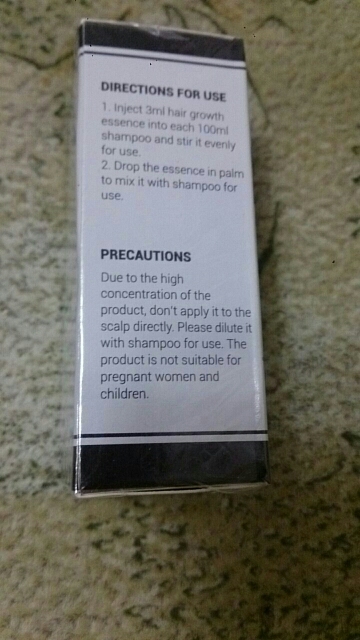 DIRECTIONS FOR USE
1. Inject 3ml hair growth
essence into each 100ml
shampoo and stir it evenly
for use.
2. Drop the essence in palm
to mix it with shampoo for
use.
PRECAUTIONS
Due to the high
concentration of the
product, don't apply it to the
scalp directly. Please dilute it
with shampoo for use. The
product is not suitable for
pregnant women and
children.